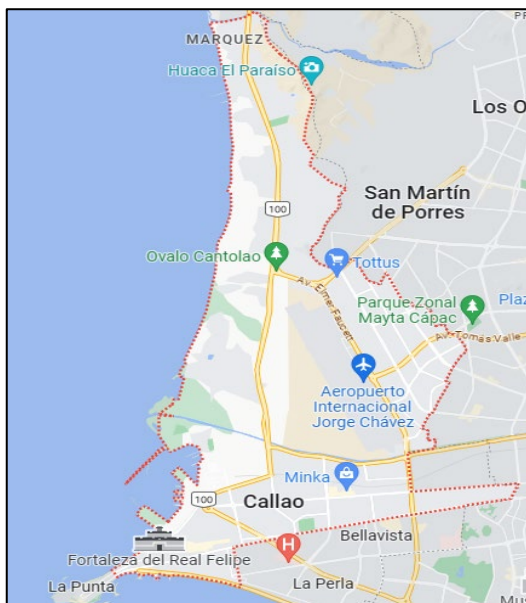 PR
MARQUEZ
Huaca El Paraíso
Los O
San Martín
de Porres
100
Ovalo Cantolao
Tottus
Av. Elmer Faucett
Parque Zonal
Mayta Cápac
Plaz
Av. Tomás Valle
Aeropuerto
Internacional
Jorge Chávez
Minka
100
Callao
Bellavista
H
Fortaleza del Real Felipe
La Perla
La Punta
Mus